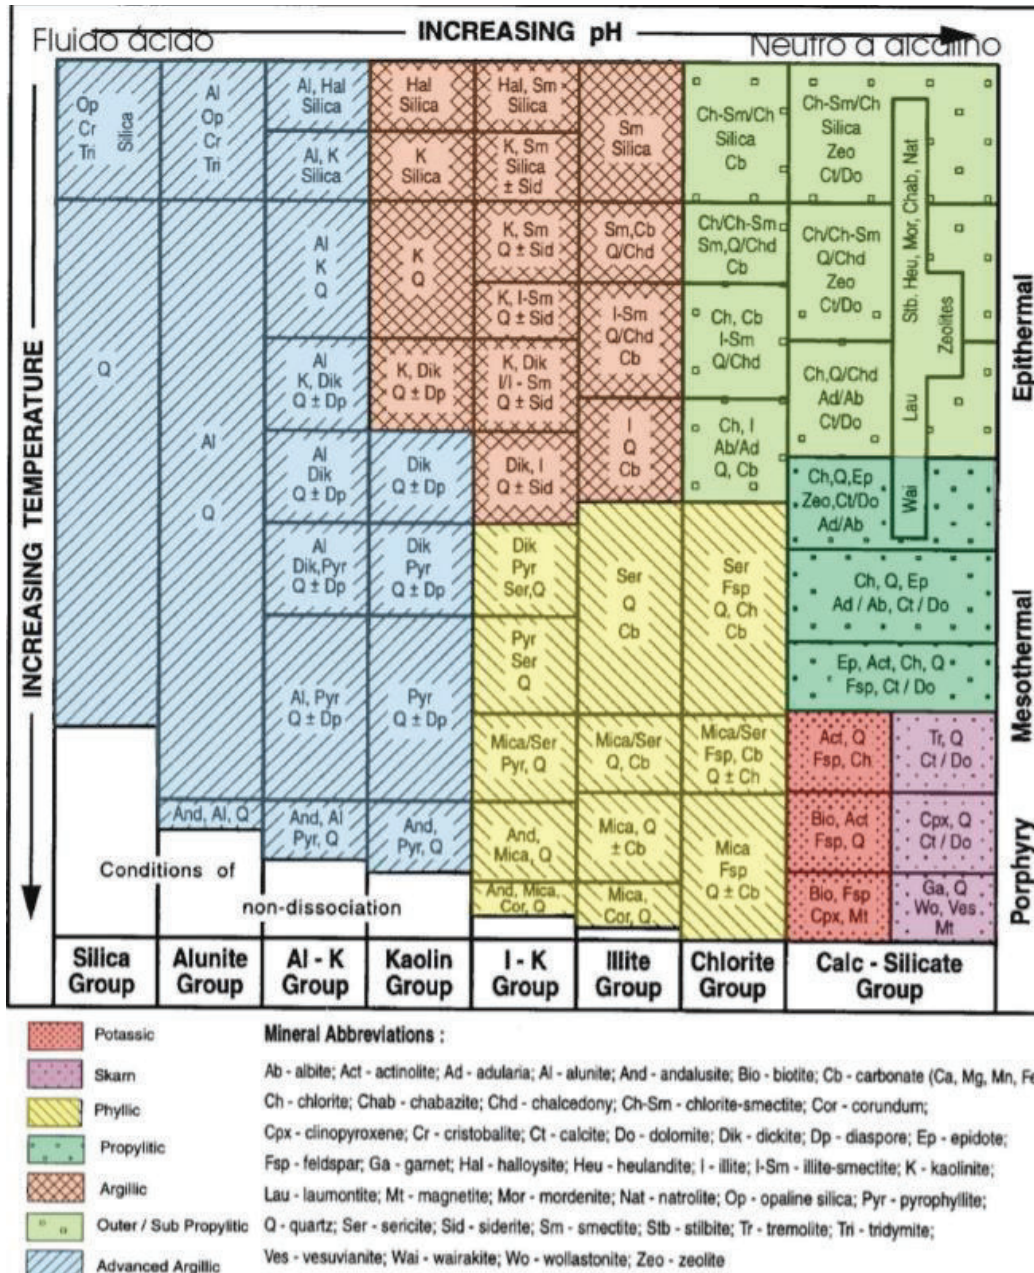 INCREASING pH
Fluido ácido
Neutro a alcalino
INCREASING TEMPERATURE
Op
Cr
Tri
Silica
Q
Al
Op
Cr
Tri
Al
Q
And, Al, Q
Al, Hal
Silica
Al, K
Silica
Al
K
Q
Al
K, Dik
Q ± Dp
Al
Dik
Q ± Dp
Al
Dik,Pyr
Q ± Dp
Al, Pyr
Q ± Dp
And, Al
Pyr, Q
Hal
Silica
K
Silica
K
Q
K, Dik
Q ± Dp
Dik
Q ± Dp
Dik
Pyr
Q ± Dp
Pyr
Q ± Dp
And,
Pyr, Q
Hal, Sm
Silica
K, Sm
Silica
± Sid
K, Sm
Q ± Sid
K, I-Sm
Q ± Sid
K, Dik
I/I - Sm
Q ± Sid
Dik, I
Q ± Sid
Dik
Pyr
Ser,Q
Pyr
Ser
Q
Mica/Ser
Pyr, Q
And,
Mica, Q
And, Mica,
Cor, Q
Sm
Silica
Sm,Cb
Q/Chd
I-Sm
Q/Chd
Cb
I
Q
Cb
Ser
Q
Cb
Mica/Ser
Q, Cb
Mica, Q
± Cb
Mica,
Cor, Q
Ch-Sm/Ch
Silica
Cb
Ch/Ch-Sm
Sm,Q/Chd
Cb
Ch, Cb
I-Sm
Q/Chd
Ch, I
Ab/Ad
Q, Cb
Ser
Fsp
Q, Ch
Cb
Mica/Ser
Fsp, Cb
Q ± Ch
Mica
Fsp
Q ± Cb
Ch-Sm/Ch
Silica
Zeo
Ct/Do
Ch/Ch-Sm
Q/Chd
Zeo
Ct/Do
Ch,Q/Chd
Ad/Ab
Ct/Do
Ch,Q,Ep
Zeo,Ct/Do
Ad/Ab
Stb. Heu, Mor, Chab, Nat
Zeolites
Lau
Wai
Ch, Q, Ep
Ad / Ab, Ct / Do
Ep, Act, Ch, Q
Fsp, Ct / Do
Act, Q
Fsp, Ch
Tr, Q
Ct / Do
Bio, Act
Fsp, Q
Cpx, Q
Ct / Do
Bio, Fsp
Cpx, Mt
Ga, Q
Wo, Ves
Mt
Epithermal
Mesothermal
Porphyry
Conditions of
non-dissociation
Silica
Group
Alunite
Group
Al - K
Group
Kaolin
Group
I - K
Group
Illite
Group
Chlorite
Group
Calc - Silicate
Group
Potassic
Skarn
Phyllic
Propylitic
Argillic
Outer / Sub Propylitic
Advanced Argillic
Mineral Abbreviations :
Ab - albite; Act - actinolite; Ad - adularia; Al - alunite; And - andalusite; Bio - biotite; Cb - carbonate (Ca, Mg, Mn, Fe
Ch - chlorite; Chab - chabazite; Chd - chalcedony; Ch-Sm - chlorite-smectite; Cor - corundum;
Cpx - clinopyroxene; Cr - cristobalite; Ct - calcite; Do - dolomite; Dik - dickite; Dp - diaspore; Ep - epidote;
Fsp - feldspar; Ga - garnet; Hal - halloysite; Heu - heulandite; I - illite; I-Sm - illite-smectite; K - kaolinite;
Lau - laumontite; Mt - magnetite; Mor - mordenite; Nat - natrolite; Op - opaline silica; Pyr - pyrophyllite;
Q - quartz; Ser - sericite; Sid - siderite; Sm - smectite; Stb - stilbite; Tr - tremolite; Tri - tridymite;
Ves - vesuvianite; Wai - wairakite; Wo - wollastonite; Zeo - zeolite